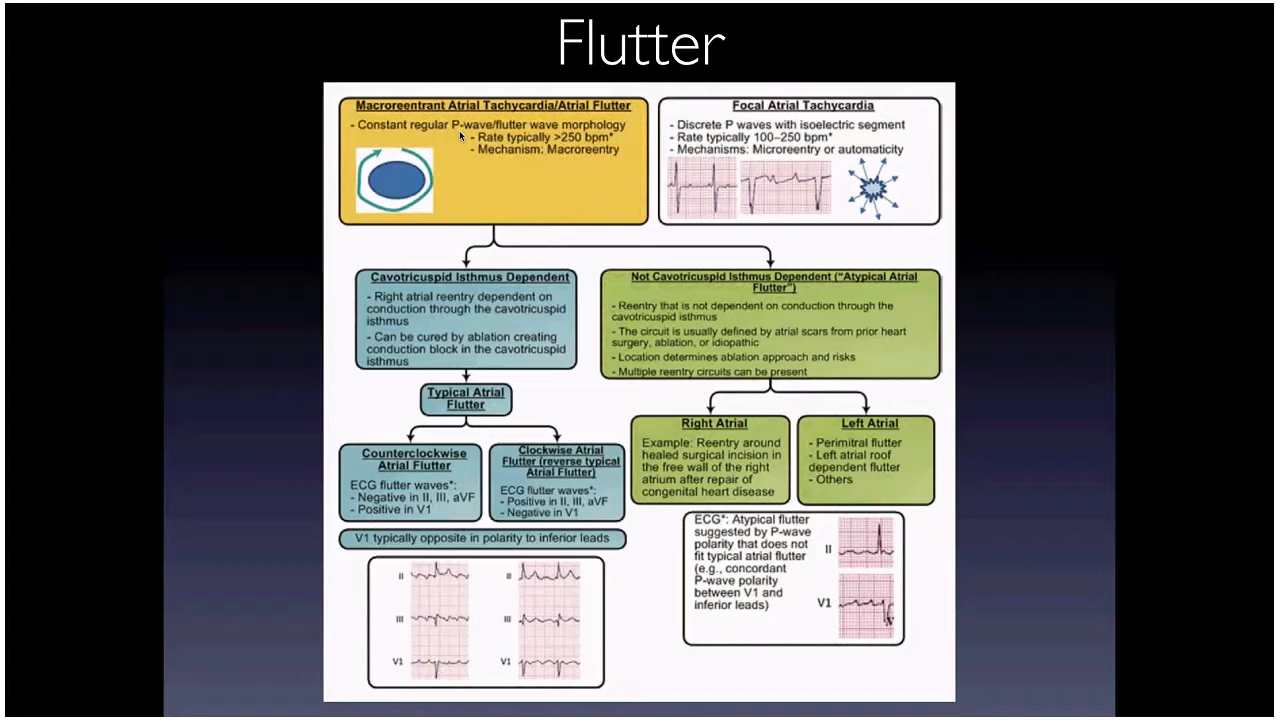 Flutter
Macroreentrant Atrial Tachycardia/Atrial Flutter
- Constant regular P-wave/flutter wave morphology
- Rate typically >250 bpm*
- Mechanism: Macroreentry
Focal Atrial Tachycardia
- Discrete P waves with isoelectric segment
- Rate typically 100–250 bpm*
- Mechanisms: Microreentry or automaticity
Cavotricuspid Isthmus Dependent
- Right atrial reentry dependent on
conduction through the cavotricuspid
isthmus
- Can be cured by ablation creating
conduction block in the cavotricuspid
isthmus
Not Cavotricuspid Isthmus Dependent ("Atypical Atrial
Flutter")
- Reentry that is not dependent on conduction through the
cavotricuspid isthmus
- The circuit is usually defined by atrial scars from prior heart
surgery, ablation, or idiopathic
- Location determines ablation approach and risks
- Multiple reentry circuits can be present
Typical Atrial
Flutter
Counterclockwise
Atrial Flutter
ECG flutter waves*:
- Negative in II, III, aVF
- Positive in V1
Clockwise Atrial
Flutter (reverse typical
Atrial Flutter)
ECG flutter waves*:
- Positive in II, III, aVF
- Negative in V1
V1 typically opposite in polarity to inferior leads
II
III
V1
II
III
V1
Right Atrial
Example: Reentry around
healed surgical incision in
the free wall of the right
atrium after repair of
congenital heart disease
Left Atrial
- Perimitral flutter
- Left atrial roof
dependent flutter
- Others
ECG*: Atypical flutter
suggested by P-wave
polarity that does not
fit typical atrial flutter
(e.g., concordant
P-wave polarity
between V1 and
inferior leads)
II
V1